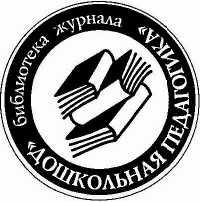 библиотека журнала
«ДОШКОЛЬНАЯ ПЕДАГОГИКА»